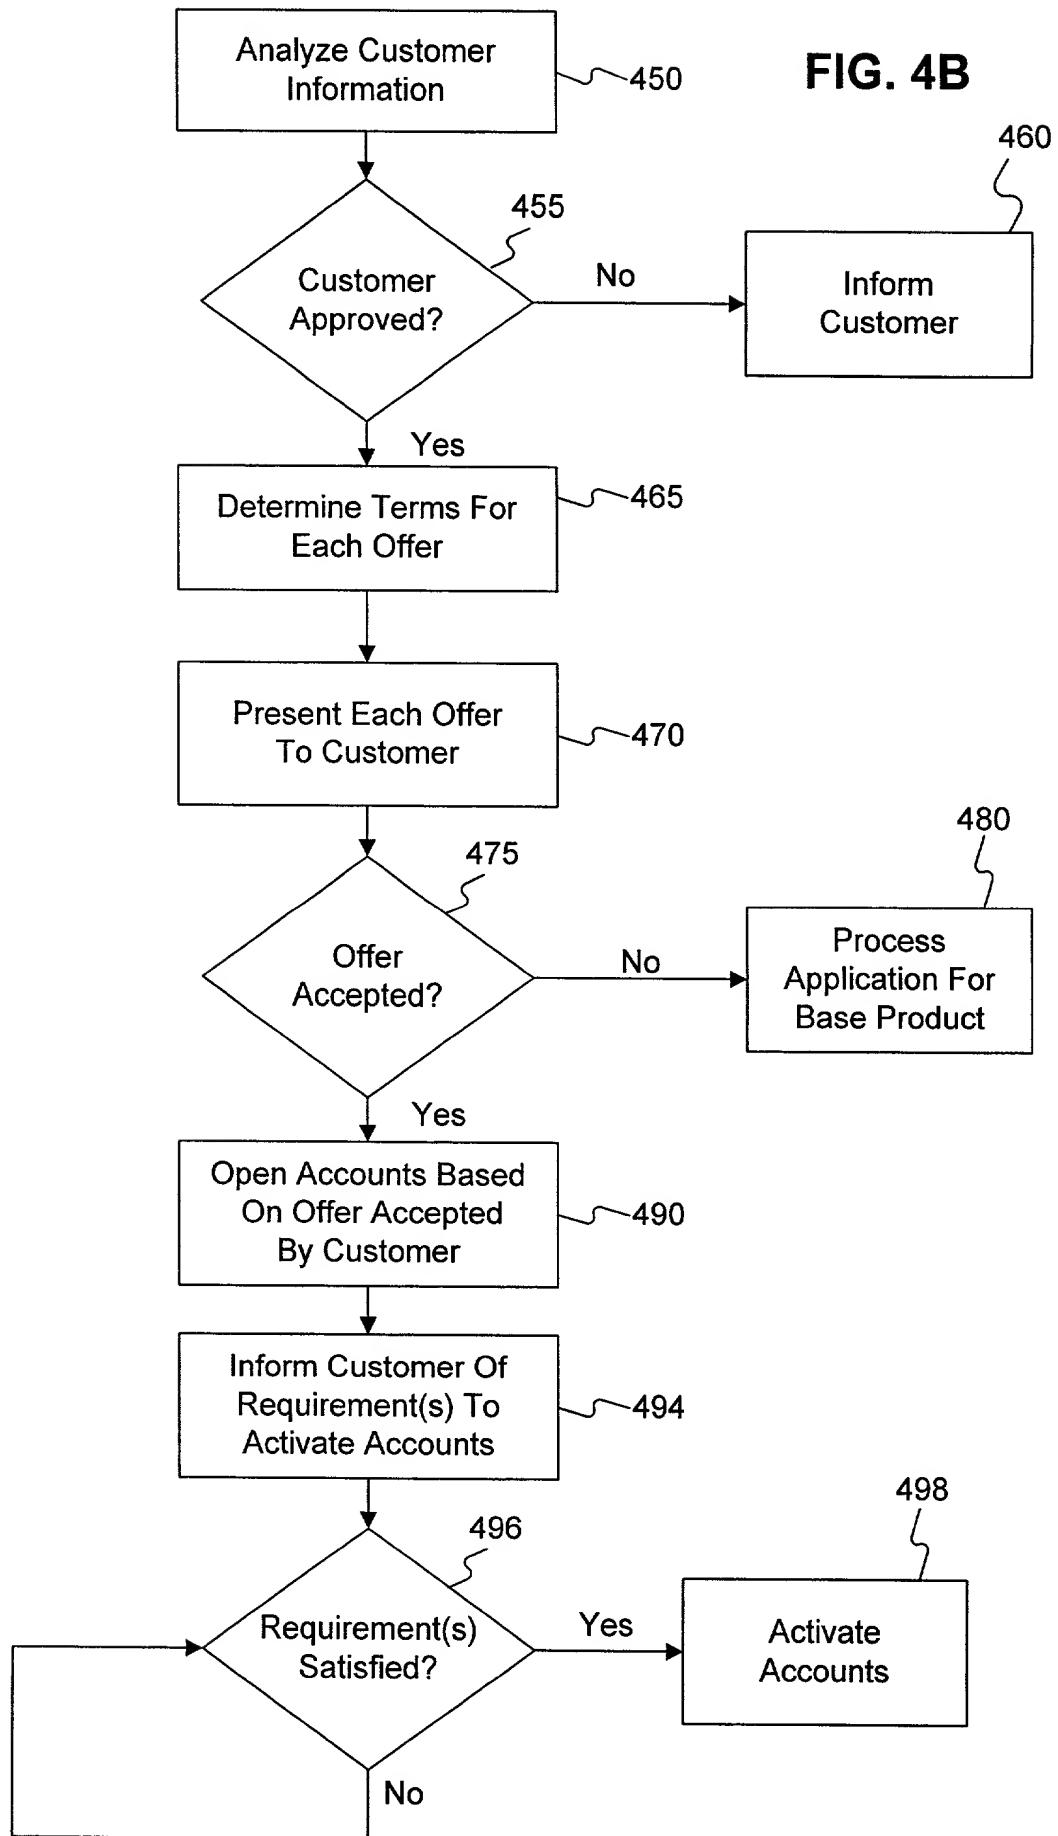 Analyze Customer
Information
450
FIG. 4B
460
455
Customer
Approved?
No
Inform
Customer
Yes
Determine Terms For
Each Offer
465
Present Each Offer
To Customer
470
480
475
Offer
Accepted?
No
Process
Application For
Base Product
Yes
Open Accounts Based
On Offer Accepted
By Customer
490
Inform Customer Of
Requirement(s) To
Activate Accounts
494
498
496
Requirement(s)
Satisfied?
Yes
Activate
Accounts
No